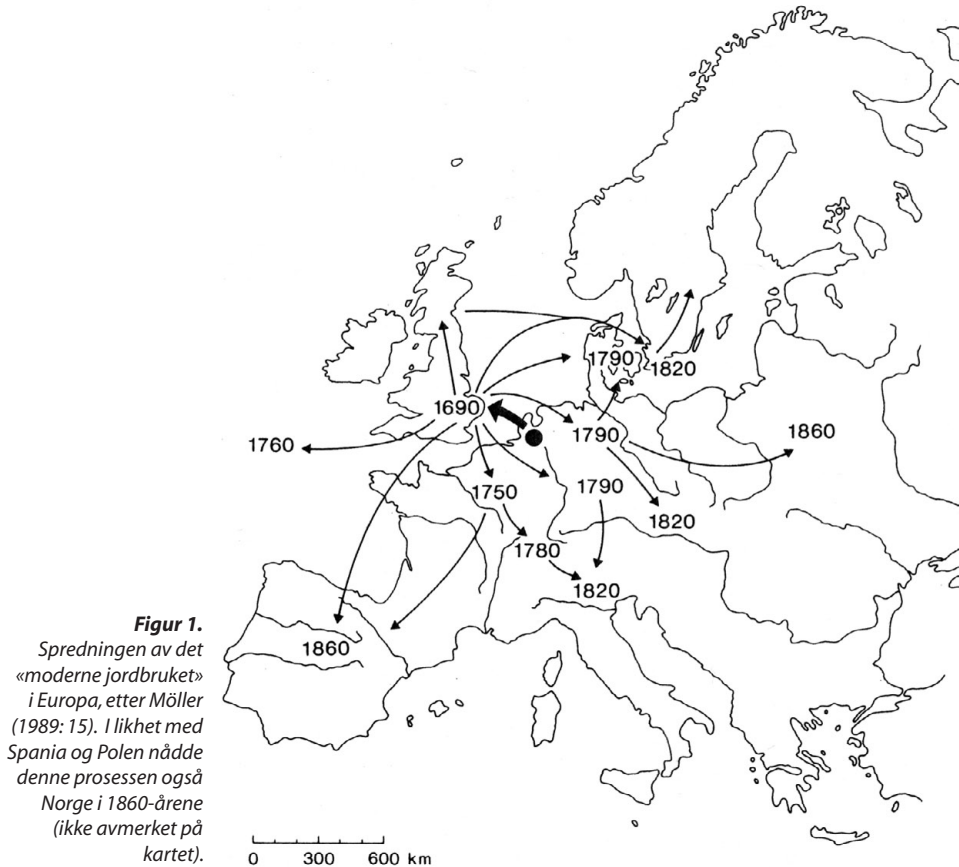 1790
1820
1690
1760
1790
1860
1750
1790
1820
1780
1820
1860
Figur 1.
Spredningen av det
«moderne jordbruket»
i Europa, etter Möller
(1989: 15). I likhet med
Spania og Polen nådde
denne prosessen også
Norge i 1860-årene
(ikke avmerket på
kartet).
0 300 600 km